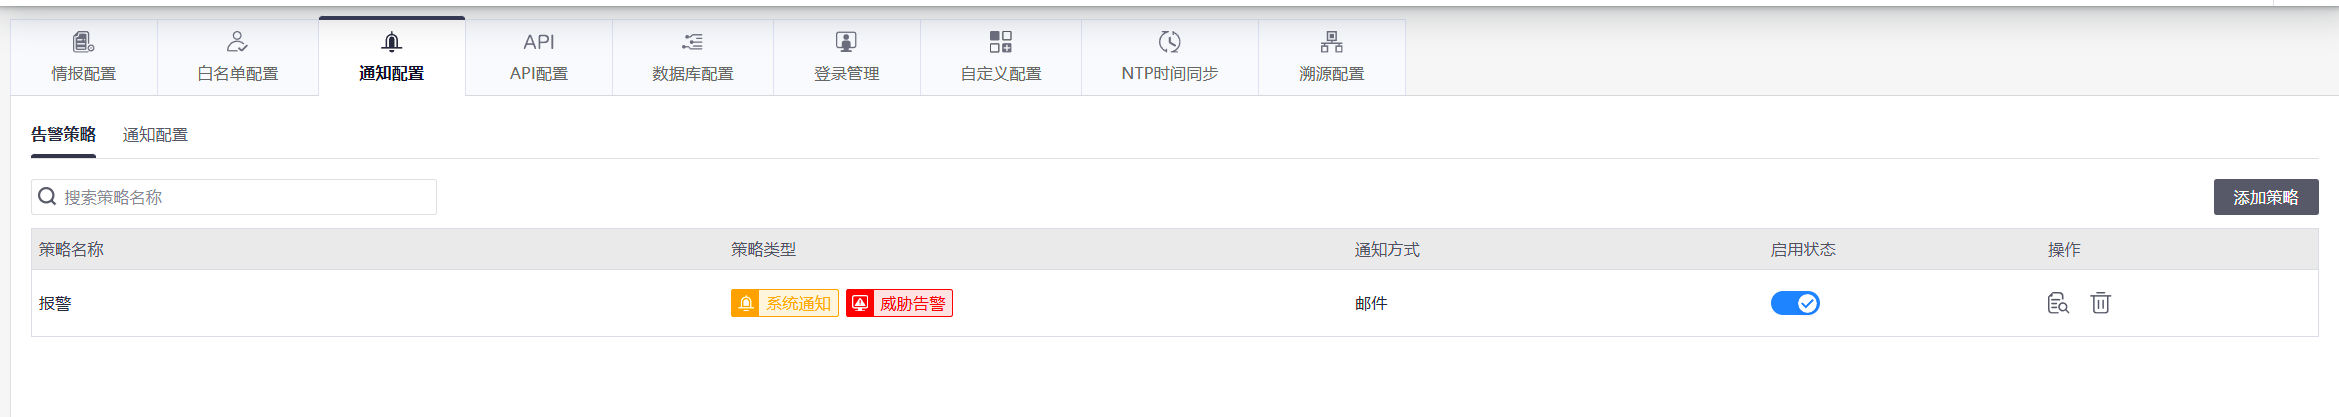 API
情报配置 白名单配置 通知配置 API配置 数据库配置 登录管理 自定义配置 NTP时间同步 溯源配置
告警策略 通知配置
搜索策略名称 添加策略
策略名称 策略类型 通知方式 启用状态 操作
报警 系统通知 威胁告警 邮件